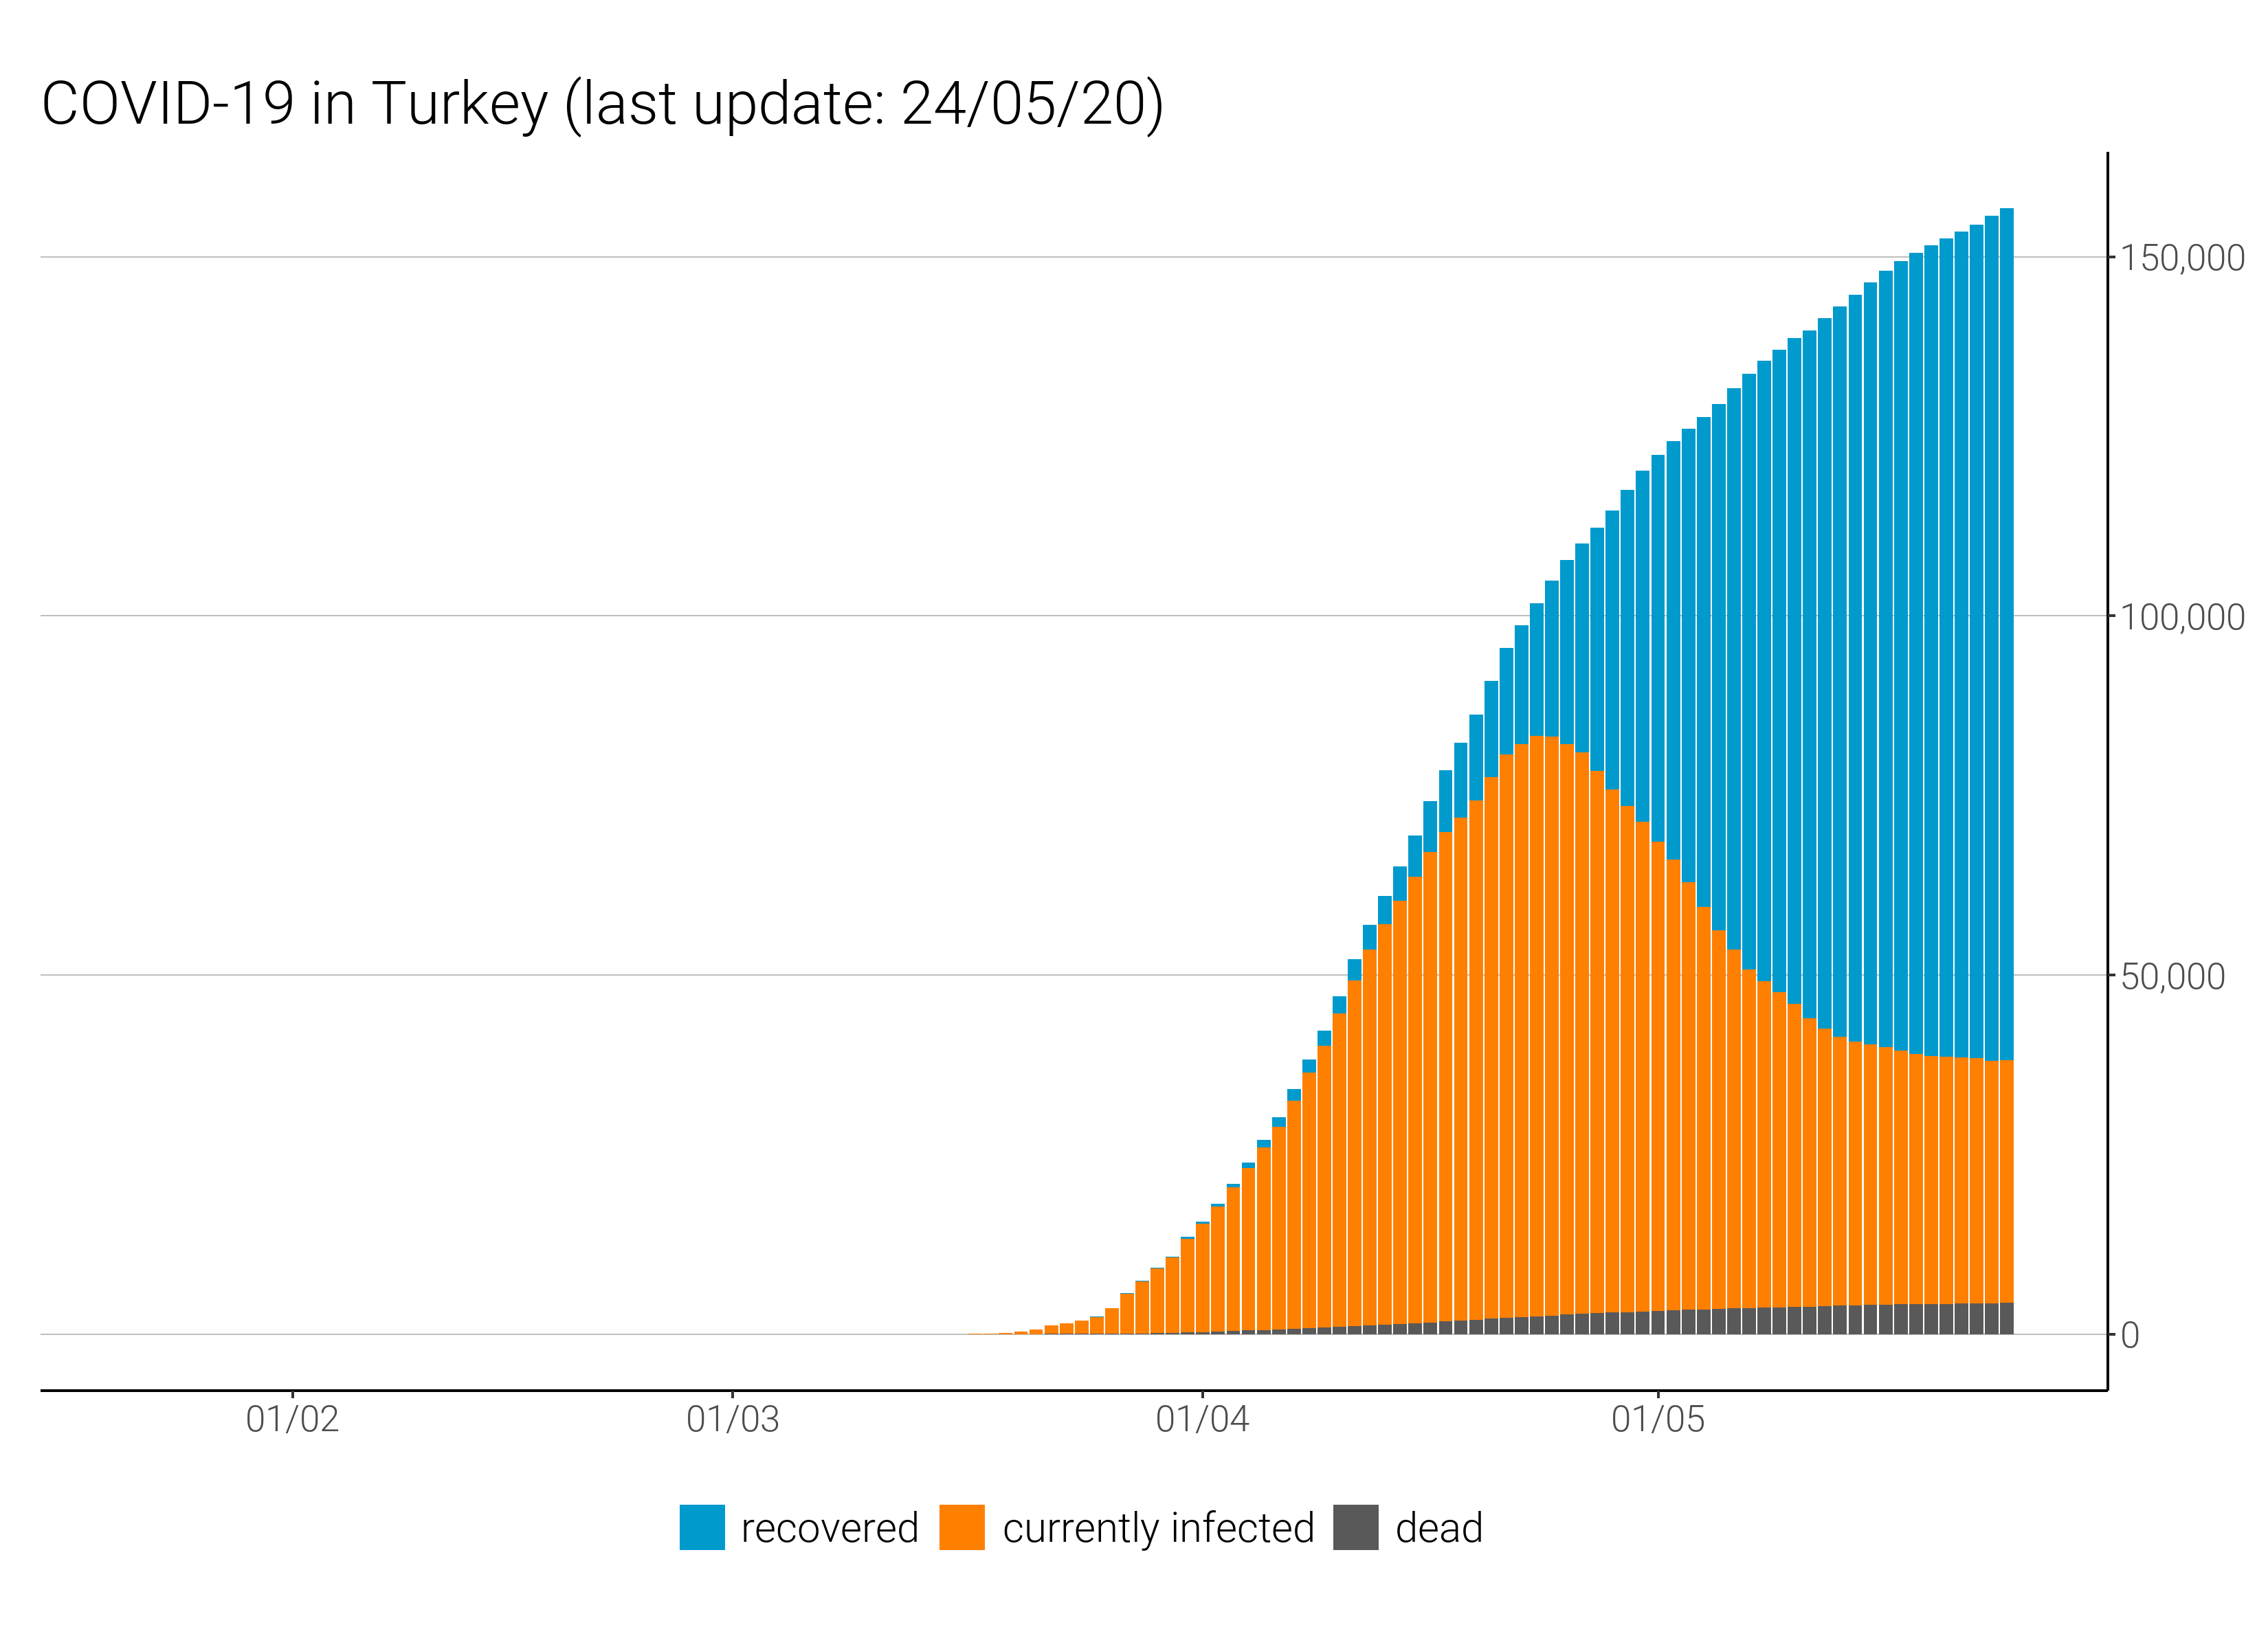 COVID-19 in Turkey (last update: 24/05/20)
150,000
100,000
50,000
0
01/02 01/03 01/04 01/05
recovered currently infected dead